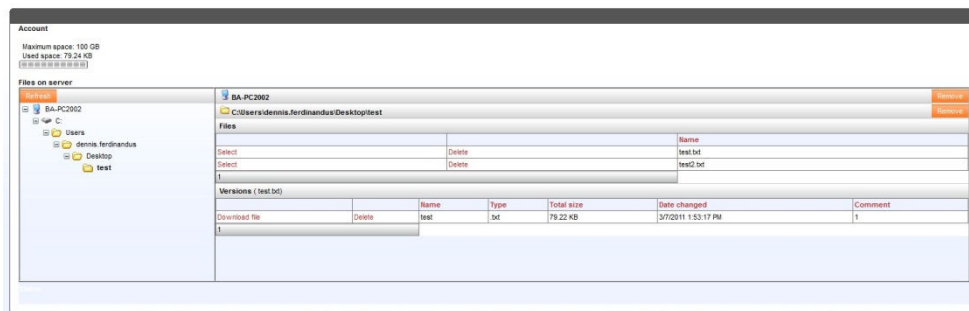 Account
Maximum space: 100 GB
Used space: 79.24 KB
Files on server
Refresh
BA-PC2002
C:
Users
dennis.ferdinandus
Desktop
test
BA-PC2002 Remove
C:\Users\dennis.ferdinandus\Desktop\test Remove
Files
Name
Select Delete test.txt
Select Delete test2.txt
1
Versions ( test.txt)
Name Type Total size Date changed Comment
Download file Delete test .txt 79.22 KB 3/7/2011 1:53:17 PM 1
1